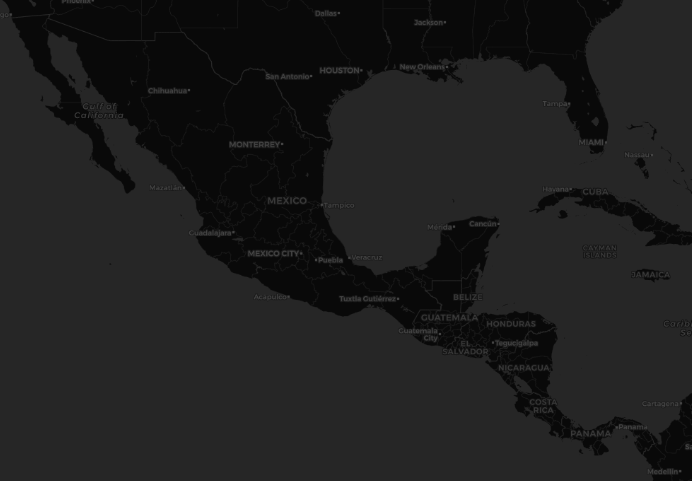 Phoenix
Dallas
Jackson
San Antonio
HOUSTON
New Orleans
Chihuahua
Gulf of
California
Tampa
MONTERREY
MIAMI
Nassau
Mazatlán
Havana
CUBA
MEXICO
Tampico
Guadalajara
Mérida
Cancún
MEXICO CITY
Puebla
Veracruz
CAYMAN
ISLANDS
JAMAICA
Acapulco
Tuxtla Gutiérrez
BELIZE
GUATEMALA
HONDURAS
Guatemala
City
EL
SALVADOR
Tegucigalpa
NICARAGUA
COSTA
RICA
Cartagena
PANAMA
Panama
Medellín